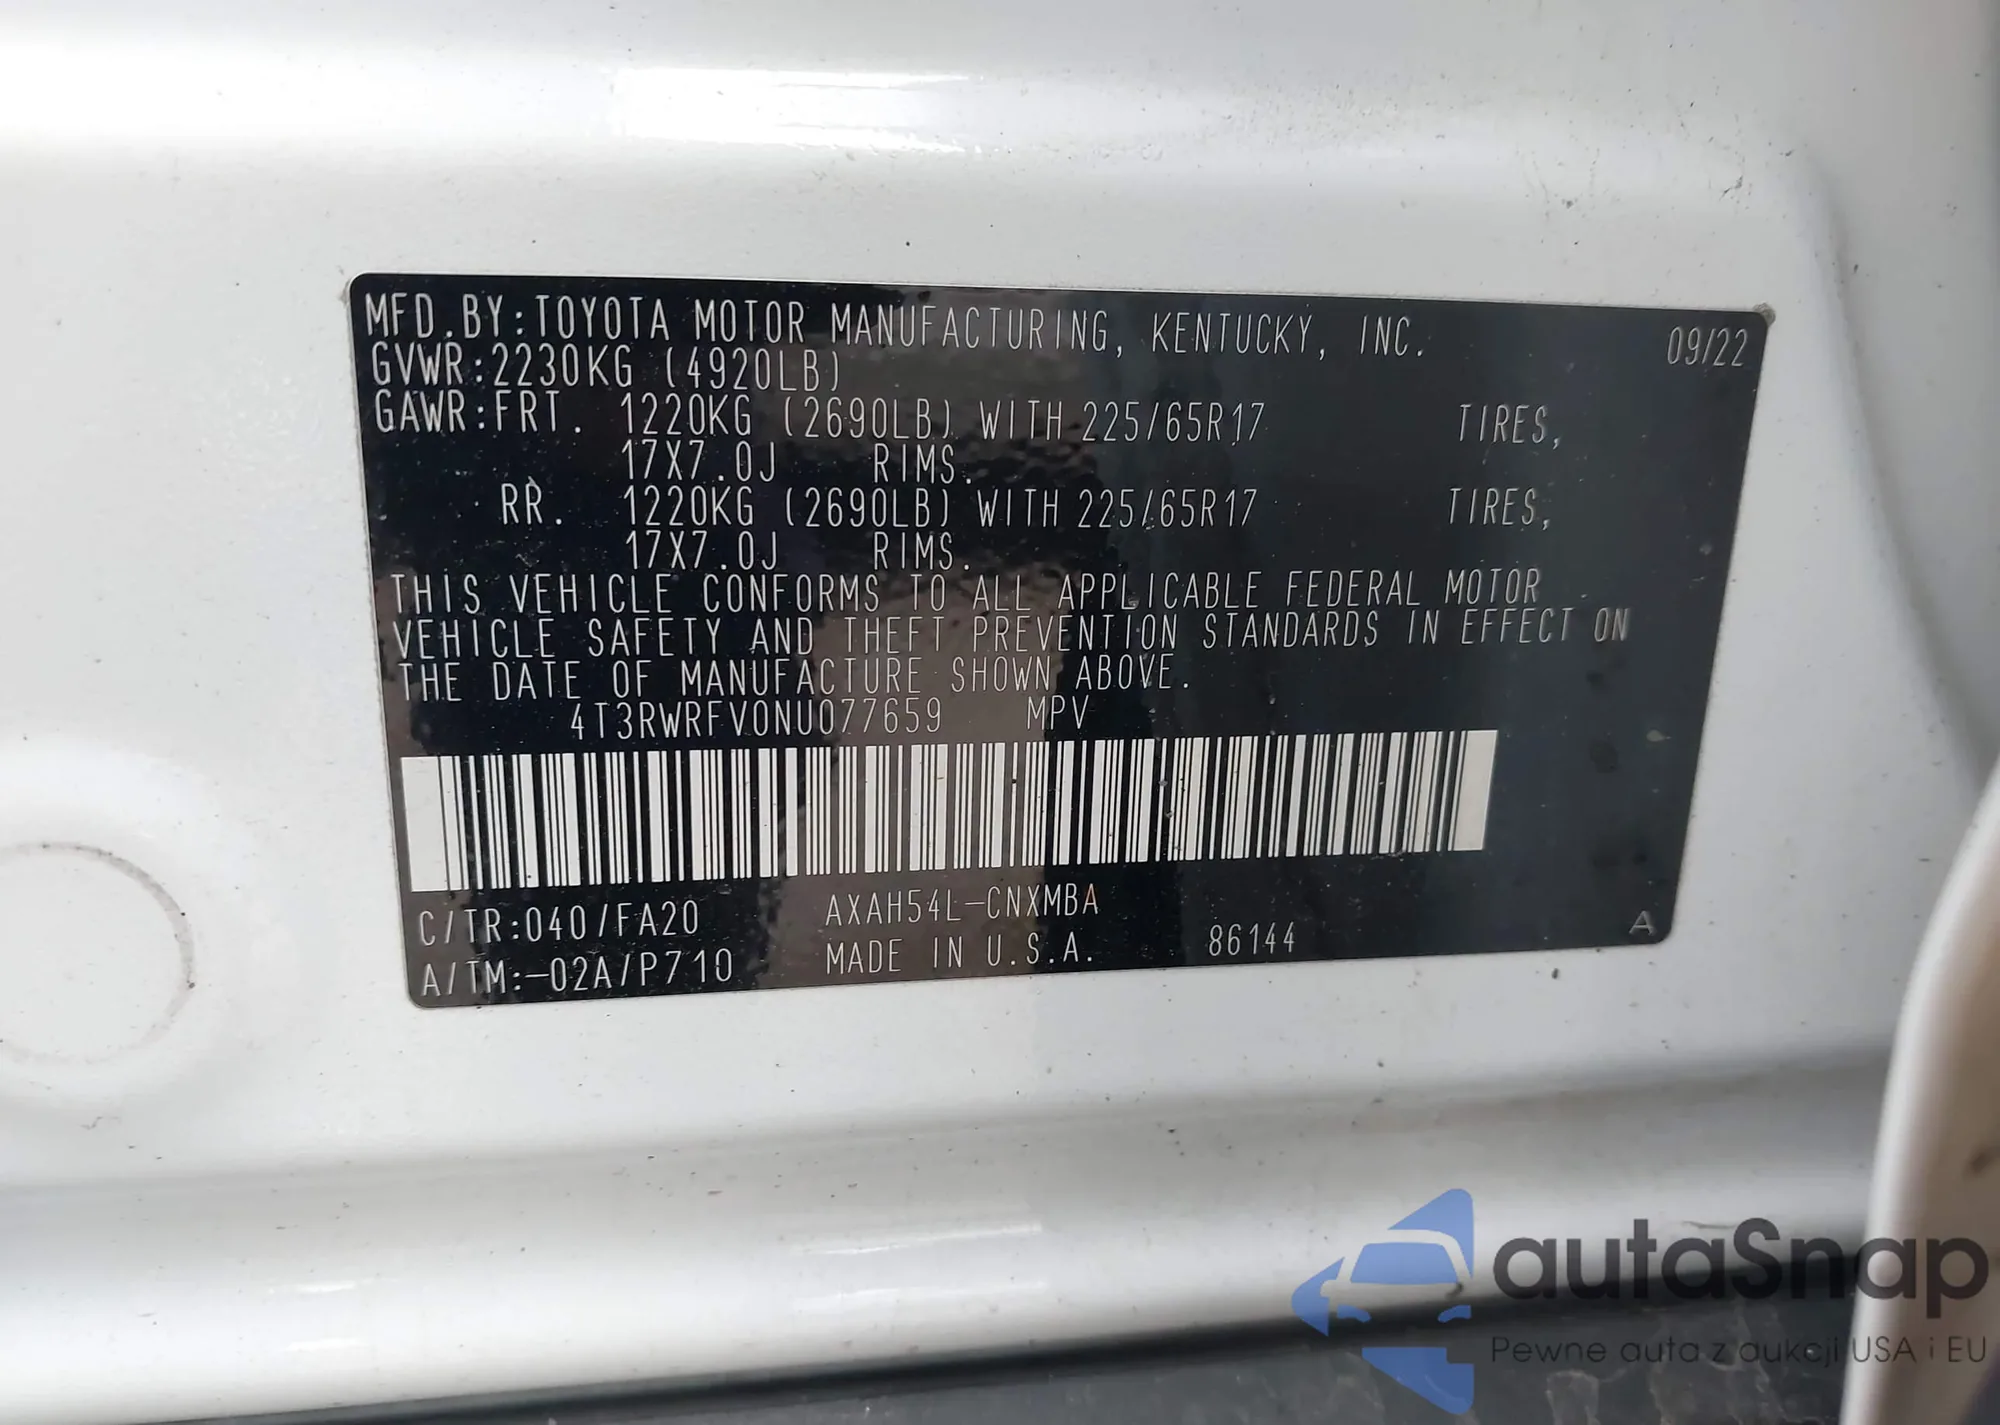 MFD.BY:TOYOTA MOTOR MANUFACTURING, KENTUCKY, INC. 09/22
GVWR:2230KG (4920LB)
GAWR:FRT. 1220KG (2690LB) WITH 225/65R17 TIRES,
17X7.0J RIMS.
RR. 1220KG (2690LB) WITH 225/65R17 TIRES,
17X7.0J RIMS.
THIS VEHICLE CONFORMS TO ALL APPLICABLE FEDERAL MOTOR
VEHICLE SAFETY AND THEFT PREVENTION STANDARDS IN EFFECT ON
THE DATE OF MANUFACTURE SHOWN ABOVE.
4T3RWRFV0NU077659 MPV
C/TR:040/FA20 AXAH54L-CNXMBA
A/TM:-02A/P710 MADE IN U.S.A. 86144 A
autaSnap
Pewne auta z aukcji USA i EU